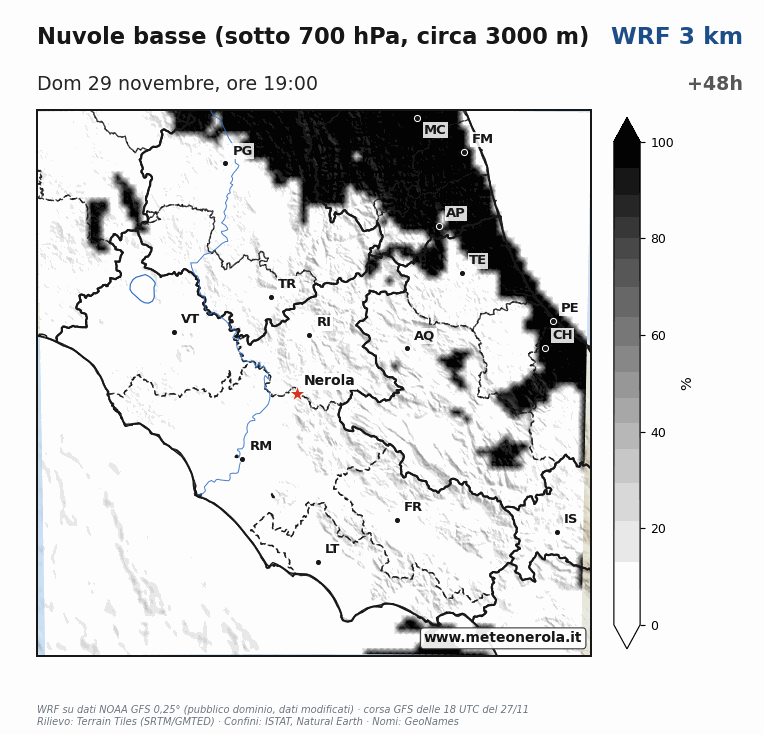 Nuvole basse (sotto 700 hPa, circa 3000 m) WRF 3 km
Dom 29 novembre, ore 19:00 +48h
MC
FM
PG
AP
TE
TR
PE
VT
RI
AQ
CH
Nerola
RM
FR
IS
LT
www.meteonerola.it
100
80
60
40
20
0
%
WRF su dati NOAA GFS 0,25° (pubblico dominio, dati modificati) · corsa GFS delle 18 UTC del 27/11
Rilievo: Terrain Tiles (SRTM/GMTED) · Confini: ISTAT, Natural Earth · Nomi: GeoNames